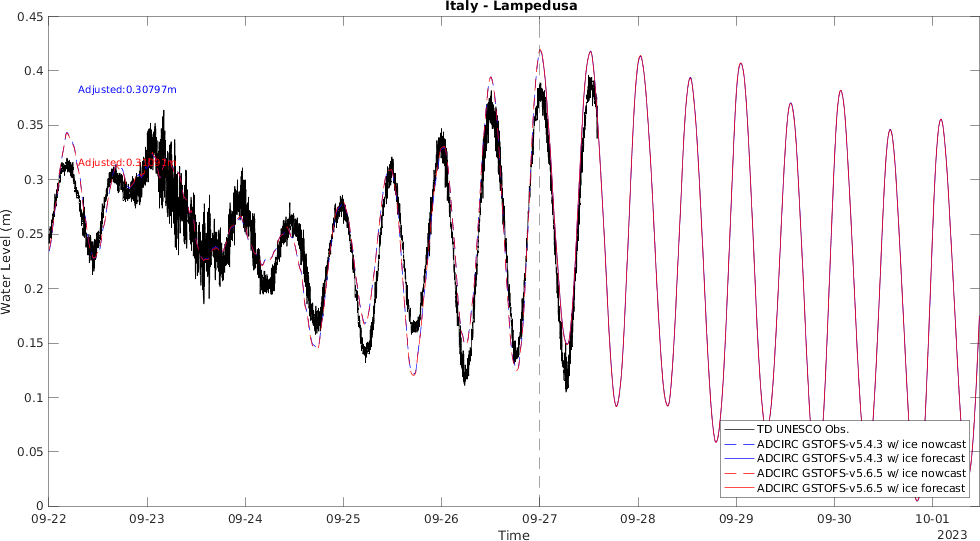 Italy - Lampedusa
0.45
0.4
0.35
0.3
0.25
0.2
0.15
0.1
0.05
0
Water Level (m)
Adjusted:0.30797m
TD UNESCO Obs.
ADCIRC GSTOFS-v5.4.3 w/ ice nowcast
ADCIRC GSTOFS-v5.4.3 w/ ice forecast
ADCIRC GSTOFS-v5.6.5 w/ ice nowcast
ADCIRC GSTOFS-v5.6.5 w/ ice forecast
09-22 09-23 09-24 09-25 09-26 09-27 09-28 09-29 09-30 10-01
Time
2023